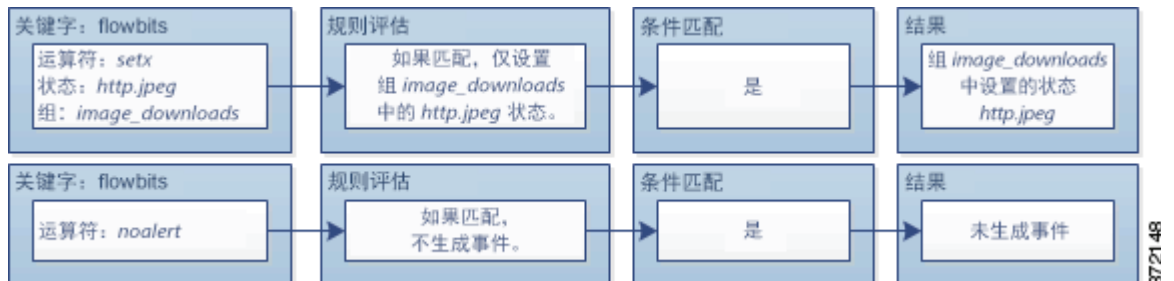 关键字：flowbits
运算符：setx
状态：http.jpeg
组：image_downloads
规则评估
如果匹配，仅设置
组 image_downloads
中的 http.jpeg 状态。
条件匹配
是
结果
组 image_downloads
中设置的状态
http.jpeg
关键字：flowbits
运算符：noalert
规则评估
如果匹配，
不生成事件。
条件匹配
是
结果
未生成事件
372148